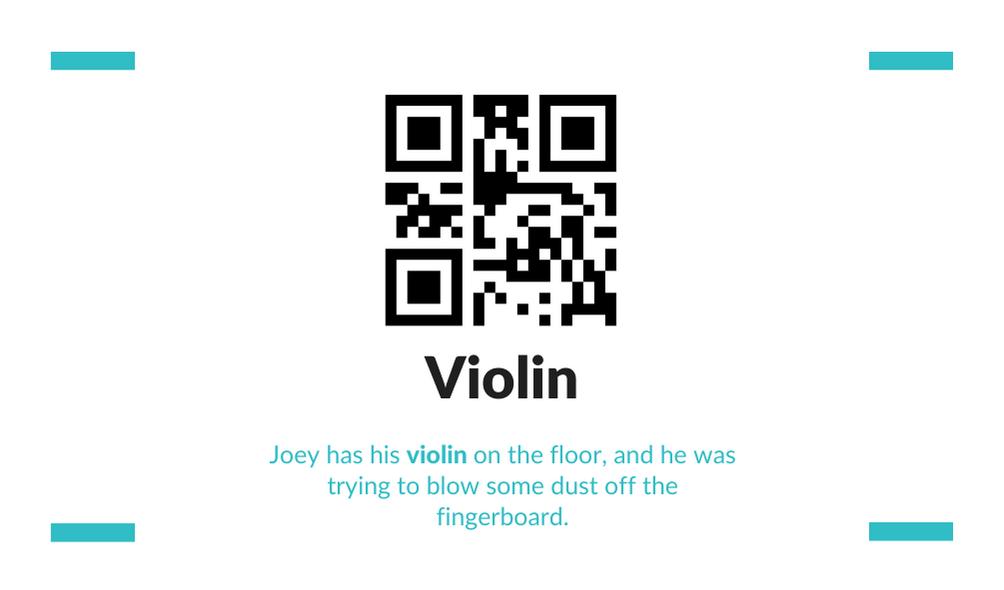 Violin
Joey has his violin on the floor, and he was
trying to blow some dust off the
fingerboard.